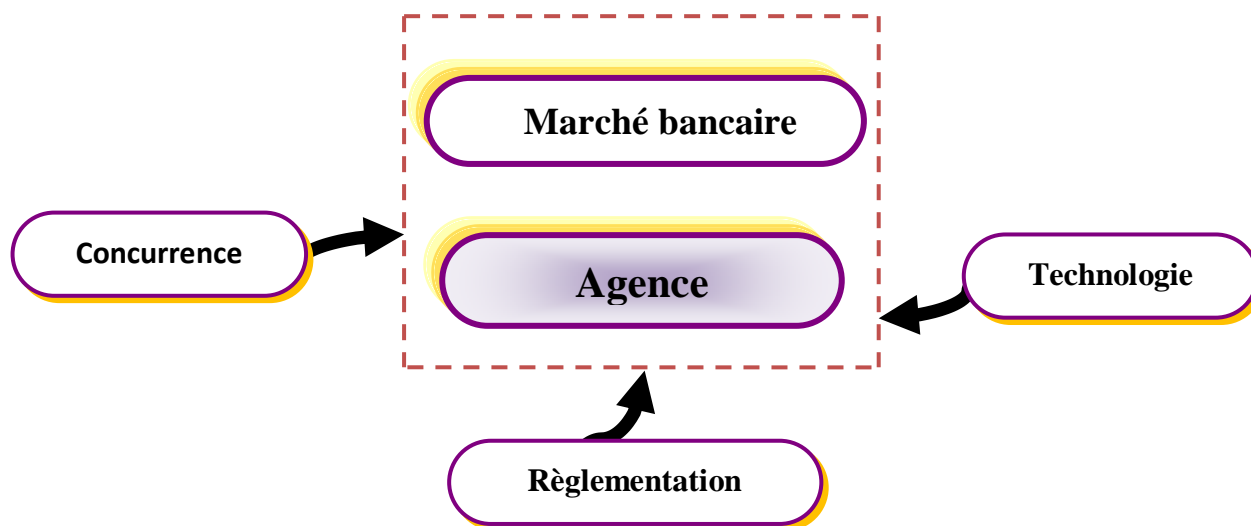 Marché bancaire
Concurrence
Agence
Technologie
Règlementation